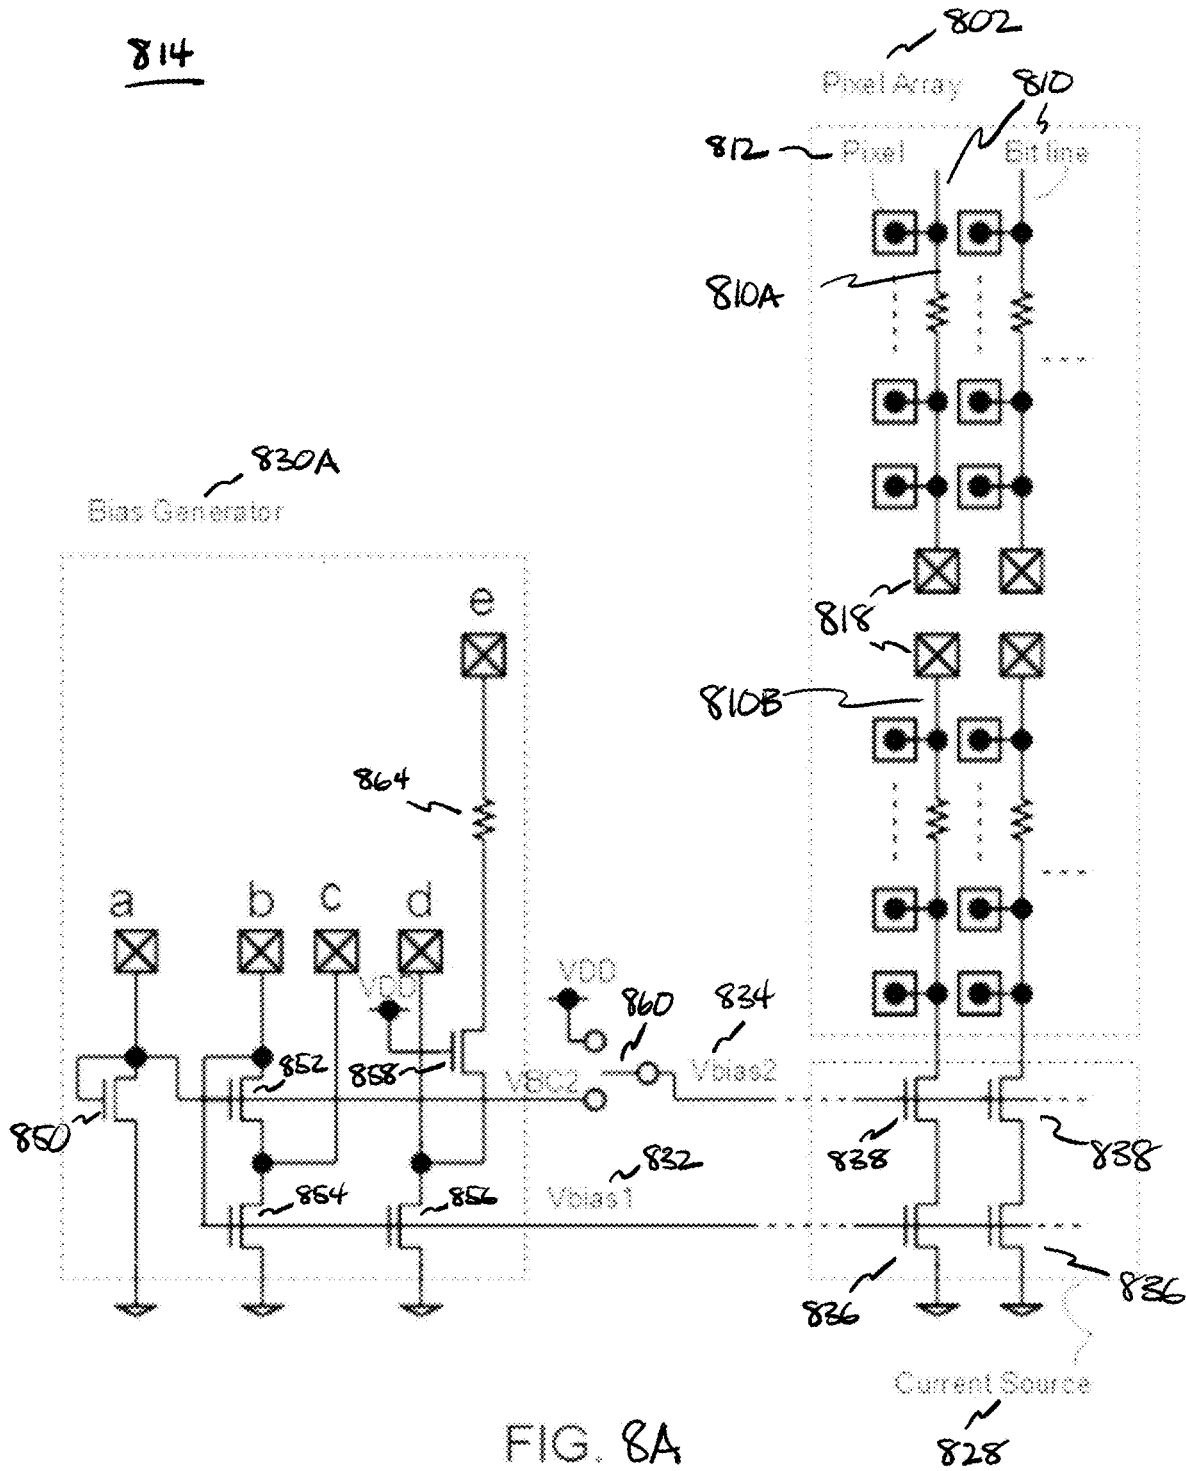 814
802
Pixel Array
810
812 Pixel Bit line
810A
830A
Bias Generator
e
818
810B
864
a b c d
VDD VDD 860 834
852 858 VBC2 Vbias2
850 838 838
832
854 856 Vbias1
836 836
Current Source
828
FIG. 8A